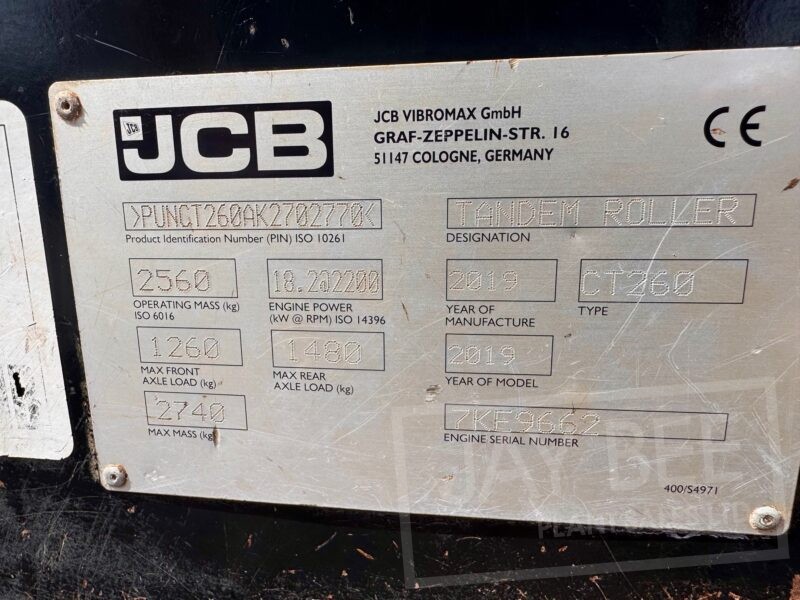 JCB
JCB VIBROMAX GmbH
GRAF-ZEPPELIN-STR. 16
51147 COLOGNE, GERMANY
CE
>PUNCT260AK2702770<
Product Identification Number (PIN) ISO 10261
TANDEM ROLLER
DESIGNATION
2560
OPERATING MASS (kg)
ISO 6016
18.2@2200
ENGINE POWER
(kW @ RPM) ISO 14396
2019
YEAR OF
MANUFACTURE
CT260
TYPE
1260
MAX FRONT
AXLE LOAD (kg)
1480
MAX REAR
AXLE LOAD (kg)
2019
YEAR OF MODEL
2740
MAX MASS (kg)
7KE9662
ENGINE SERIAL NUMBER
400/S4971
JAY BEE